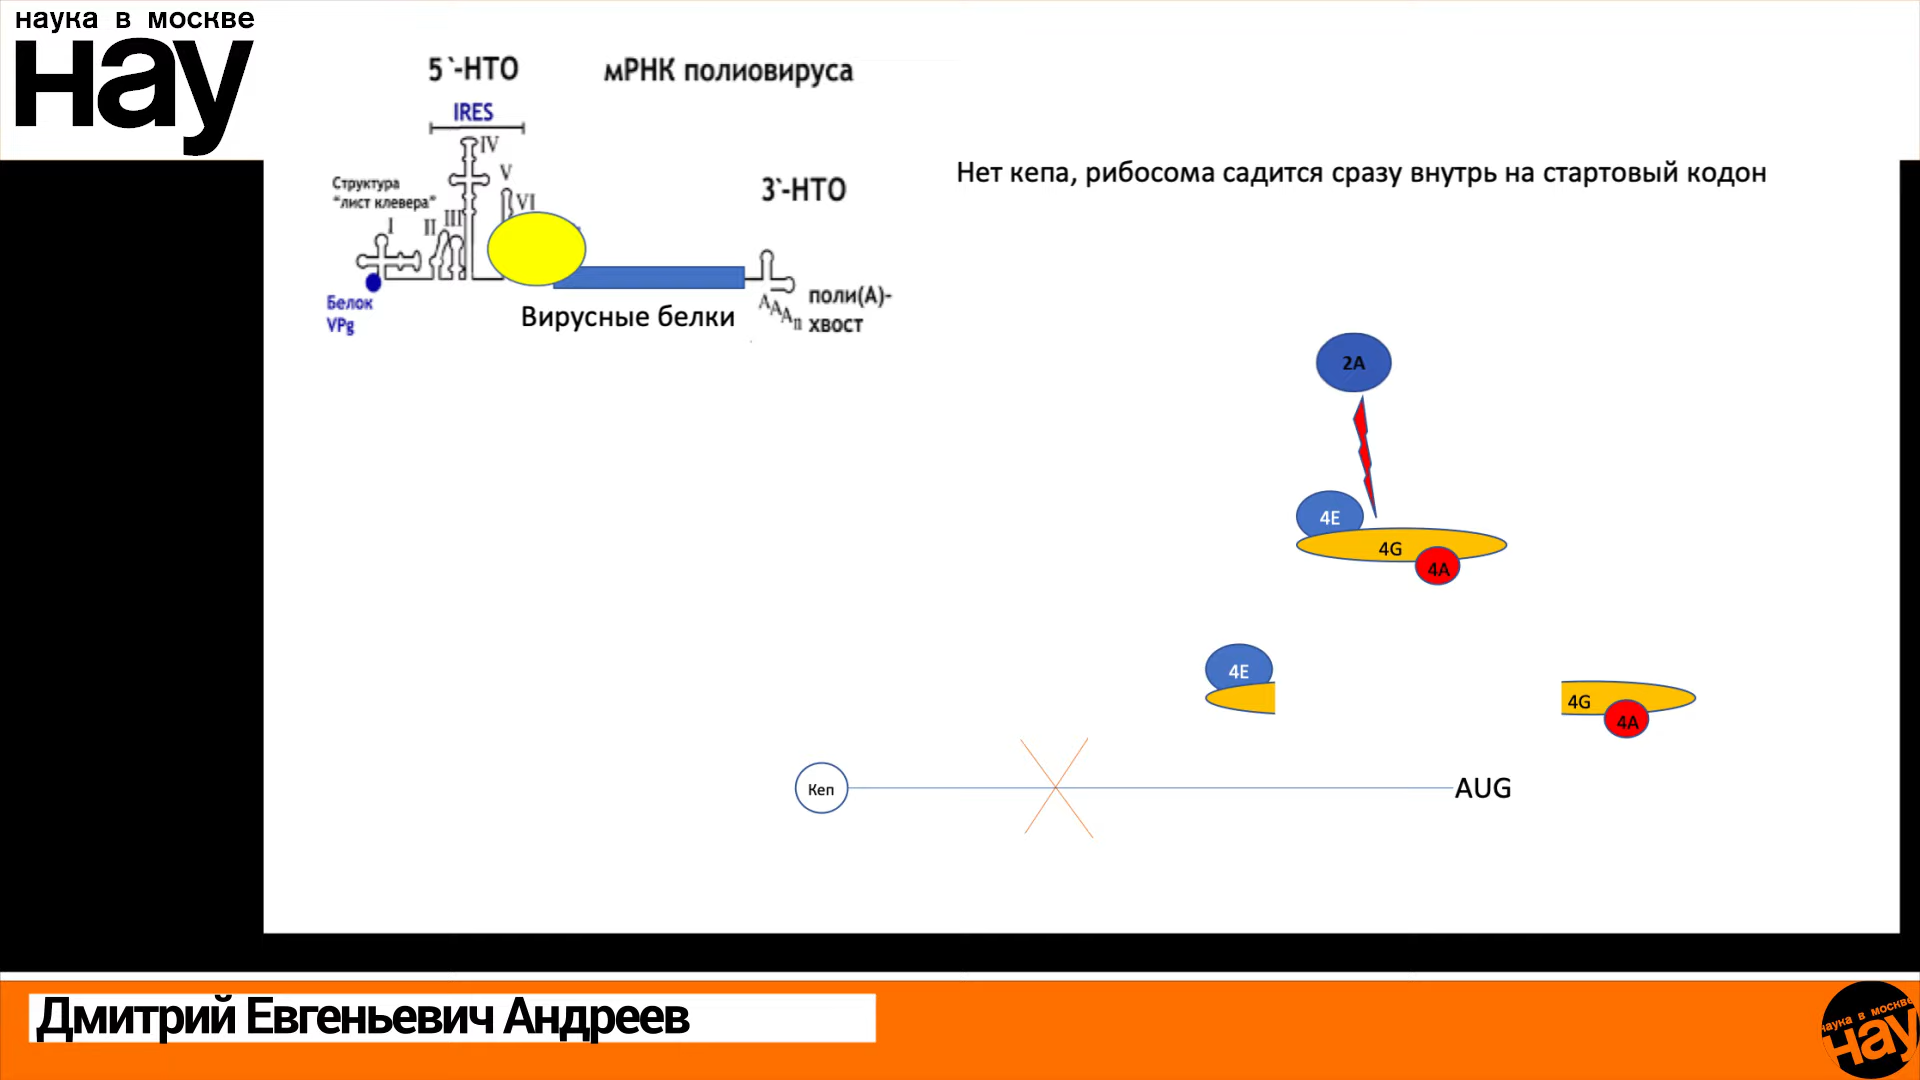 наука в москве
нау
5`-НТО
мРНК полиовируса
IRES
IV
Структура
"лист клевера"
V
I
II
III
VI
3`-НТО
Нет кепа, рибосома садится сразу внутрь на стартовый кодон
Белок
VPg
Вирусные белки
AAAn
поли(А)-
хвост
2A
4E
4G
4A
4E
4G
4A
Кеп
AUG
Дмитрий Евгеньевич Андреев
наука в москве
нау